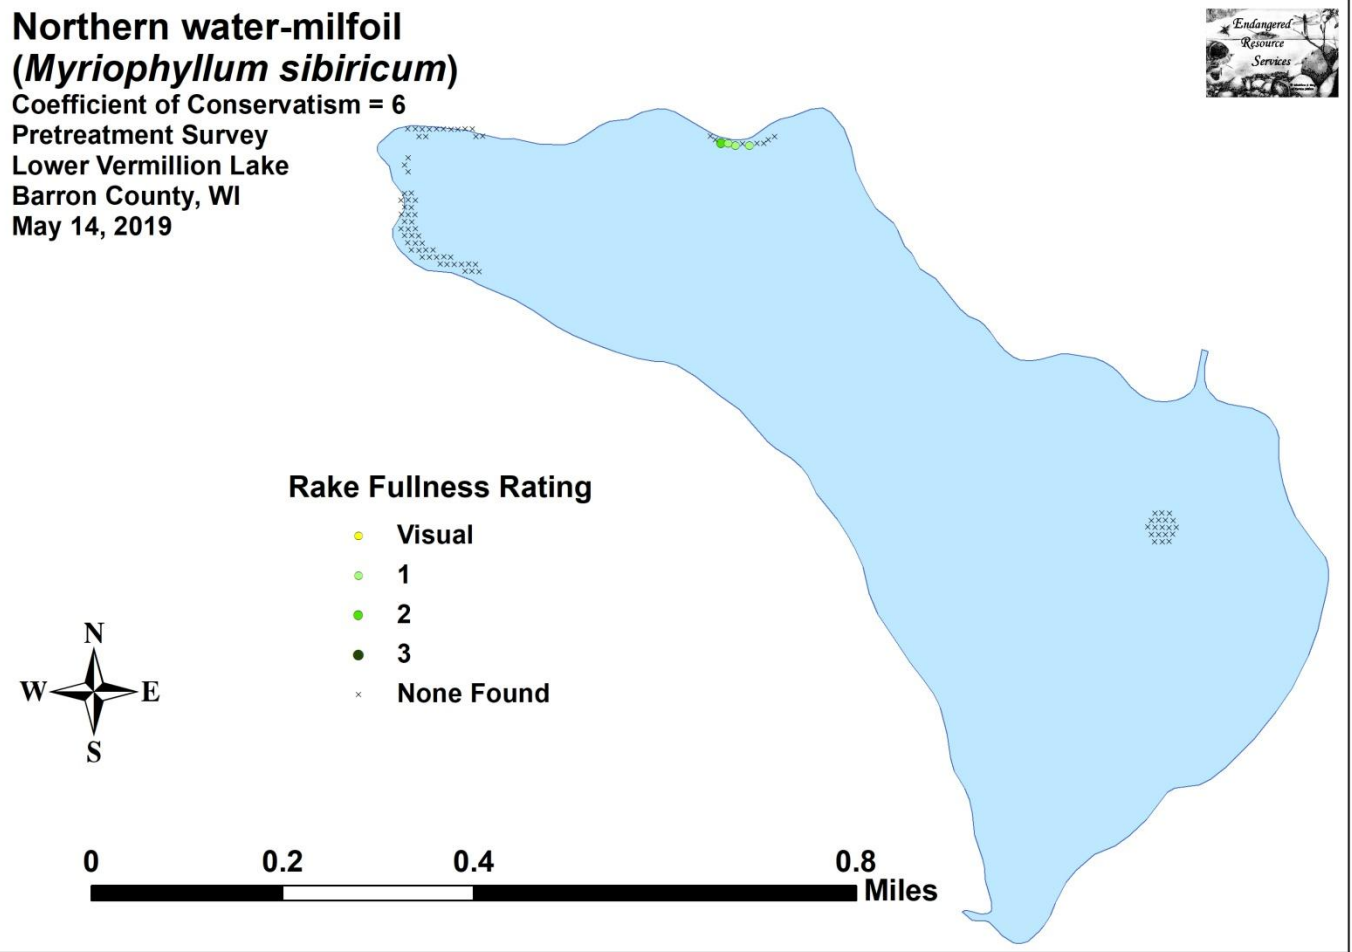 Northern water-milfoil
(Myriophyllum sibiricum)
Coefficient of Conservatism = 6
Pretreatment Survey
Lower Vermillion Lake
Barron County, WI
May 14, 2019
Endangered
Resource
Services
Rake Fullness Rating
Visual
1
2
3
None Found
N
W E
S
0 0.2 0.4 0.8
Miles